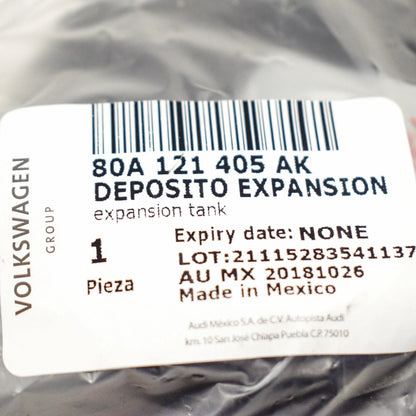 VOLKSWAGEN
GROUP
80A 121 405 AK
DEPOSITO EXPANSION
expansion tank
1
Pieza
Expiry date: NONE
LOT:21115283541137
AU MX 20181026
Made in Mexico
Audi México S.A. de C.V. Autopista Audi
km. 10 San José Chiapa Puebla C.P. 75010